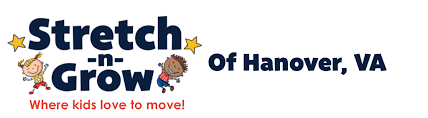 Stretch
-n-
Grow
Where kids love to move!
Of Hanover, VA